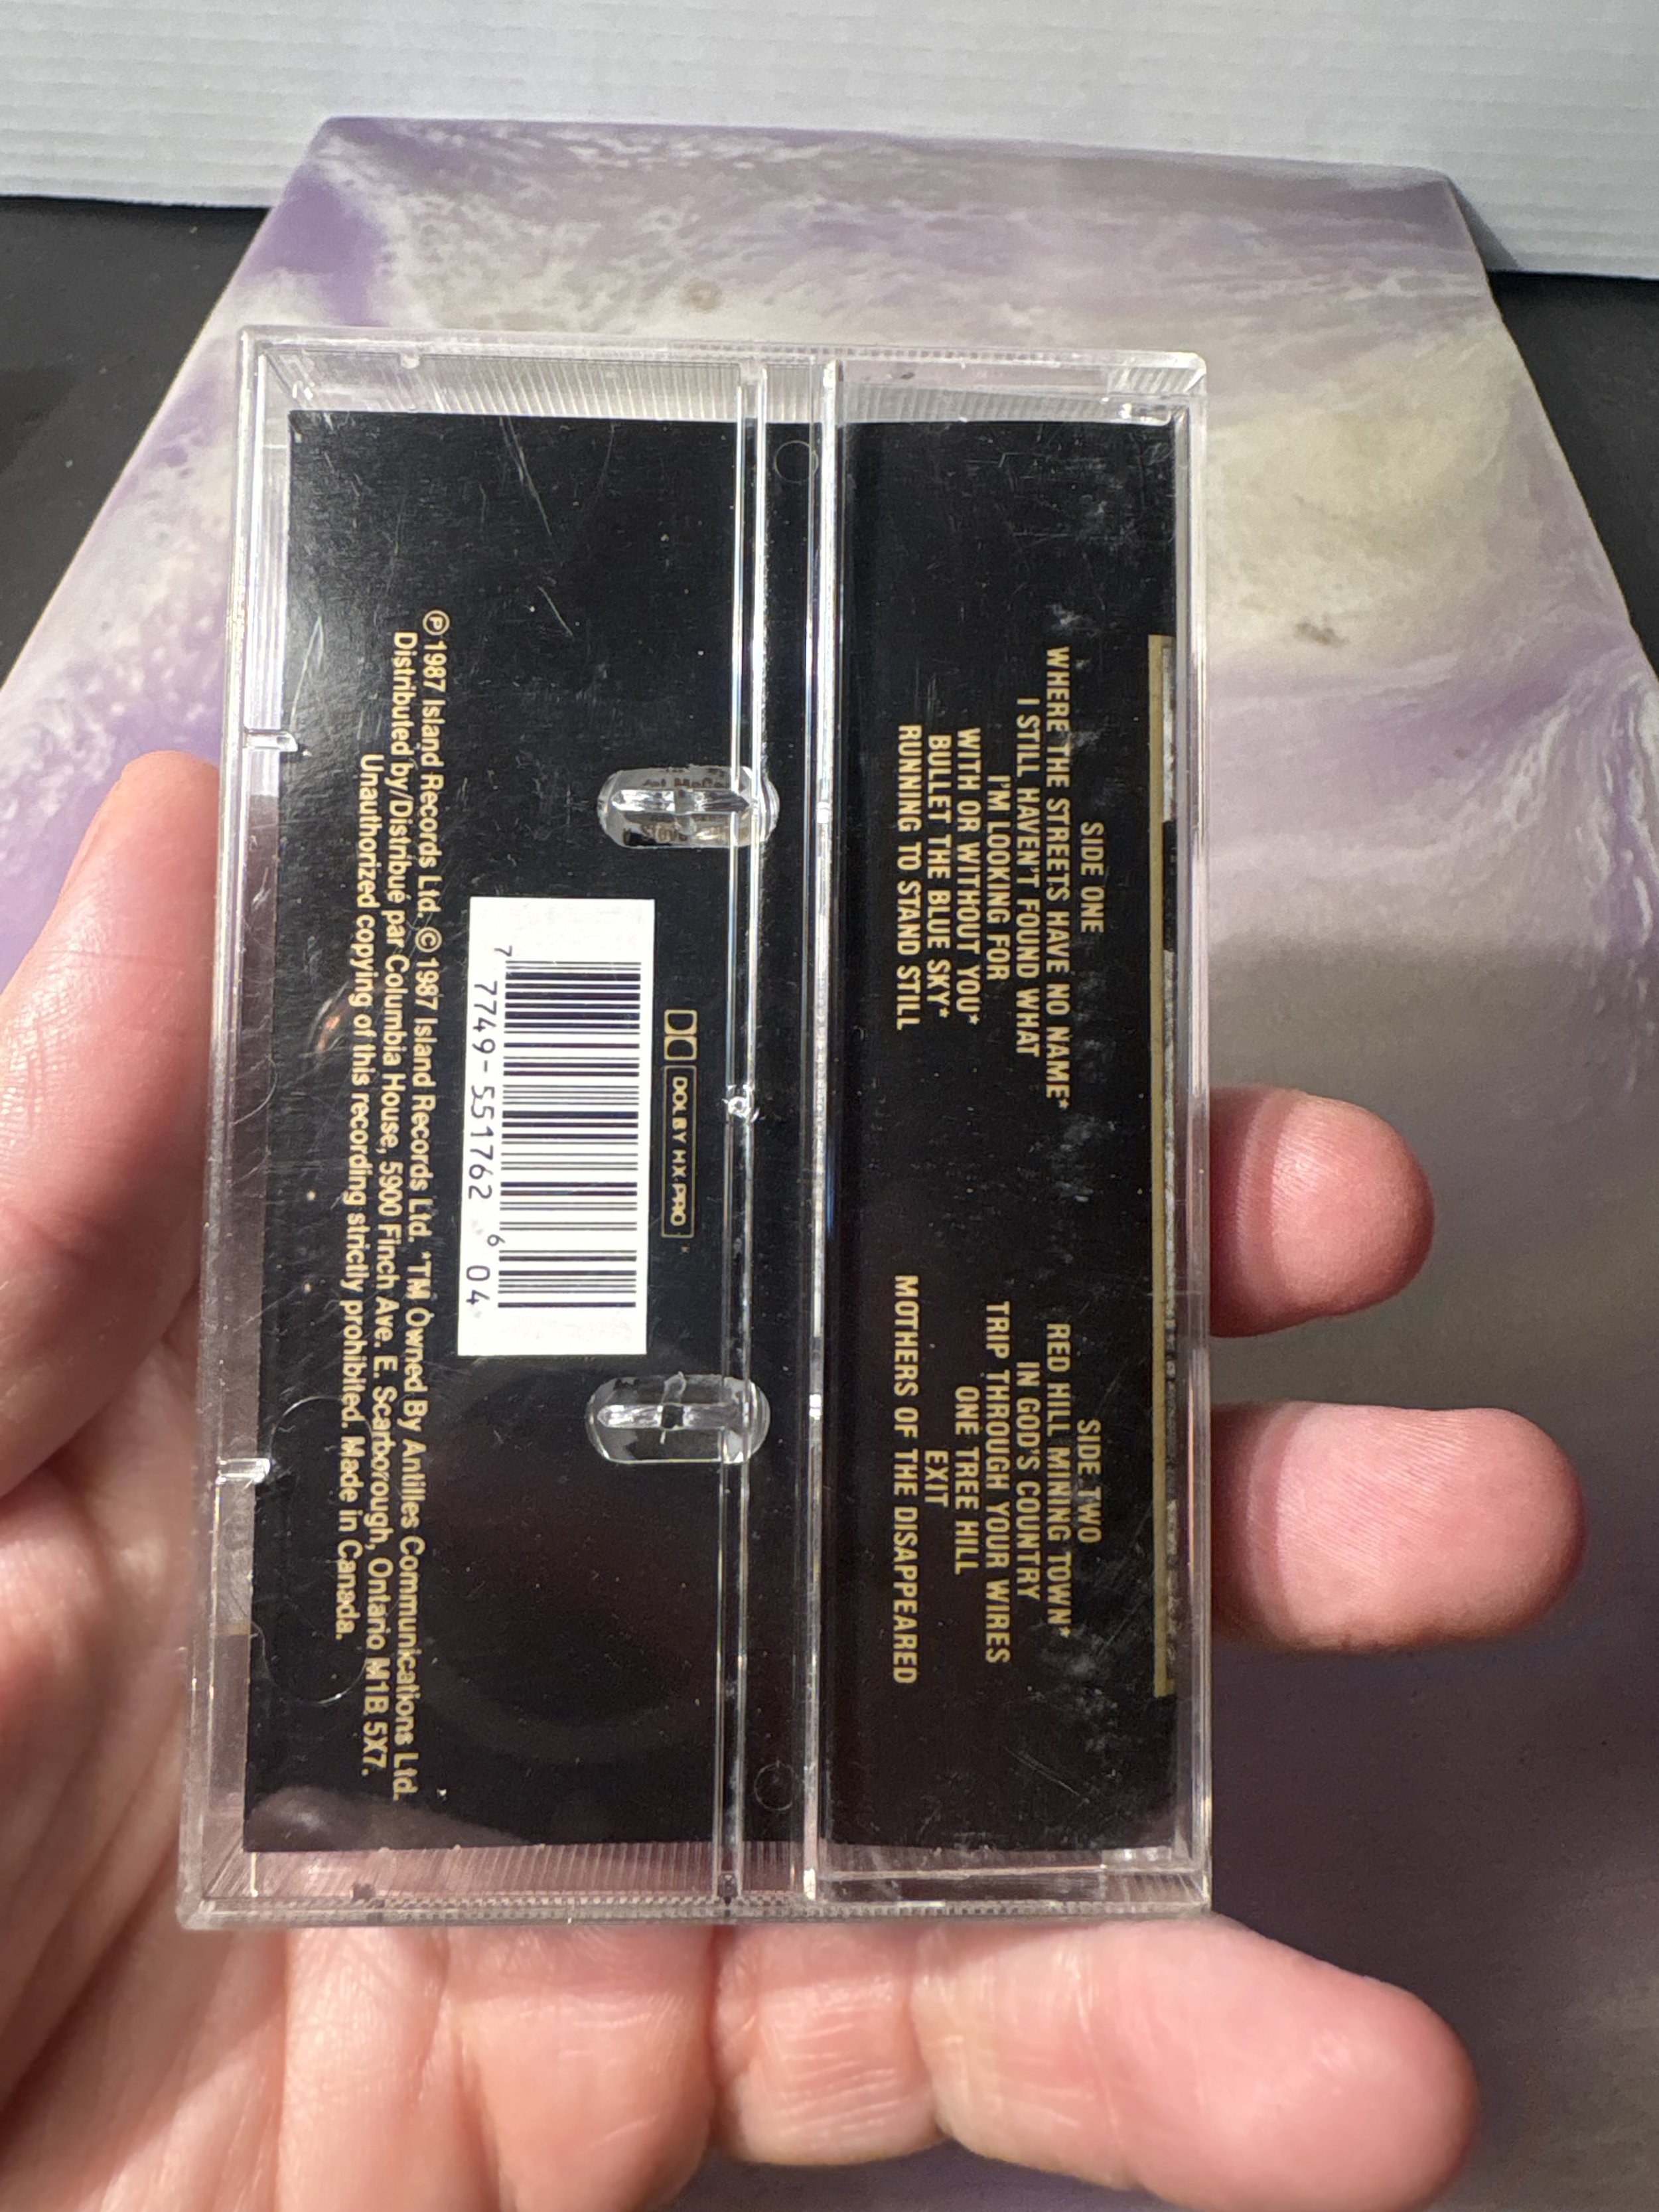 SIDE ONE
WHERE THE STREETS HAVE NO NAME*
I STILL HAVEN'T FOUND WHAT
I'M LOOKING FOR
WITH OR WITHOUT YOU*
BULLET THE BLUE SKY*
RUNNING TO STAND STILL
SIDE TWO
RED HILL MINING TOWN*
IN GOD'S COUNTRY
TRIP THROUGH YOUR WIRES
ONE TREE HILL
EXIT
MOTHERS OF THE DISAPPEARED
DOLBY HX PRO
7 7749-551762 6 04
℗ 1987 Island Records Ltd. © 1987 Island Records Ltd. *TM Owned By Antilles Communications Ltd.
Distributed by/Distribué par Columbia House, 5900 Finch Ave. E. Scarborough, Ontario M1B 5X7.
Unauthorized copying of this recording strictly prohibited. Made in Canada.